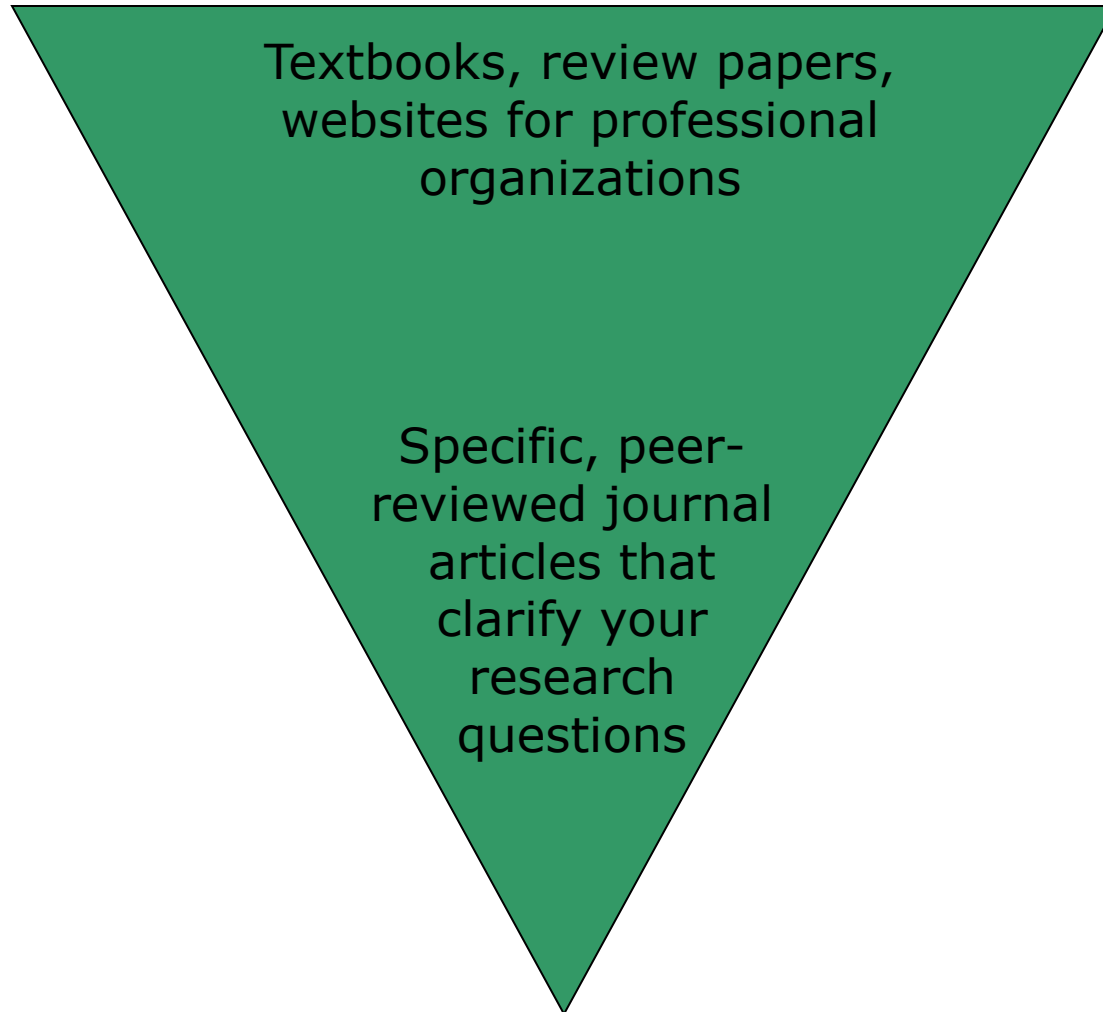 Textbooks, review papers,
websites for professional
organizations
Specific, peer-
reviewed journal
articles that
clarify your
research
questions